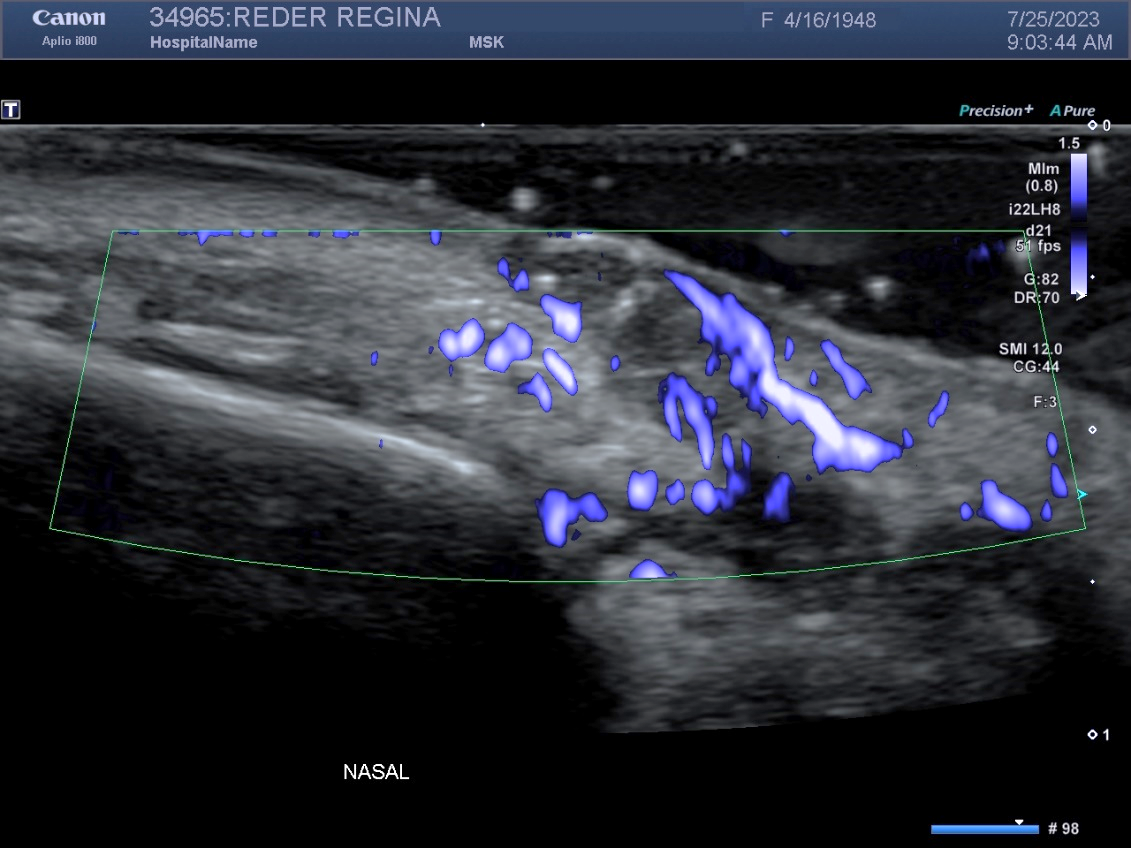 Canon 34965:REDER REGINA F 4/16/1948 7/25/2023
Aplio i800 HospitalName MSK 9:03:44 AM
T
Precision+ A Pure
0
1.5
MIm
(0.8)
i22LH8
d21
51 fps
G:82
DR:70
SMI 12.0
CG:44
F:3
1
NASAL
# 98